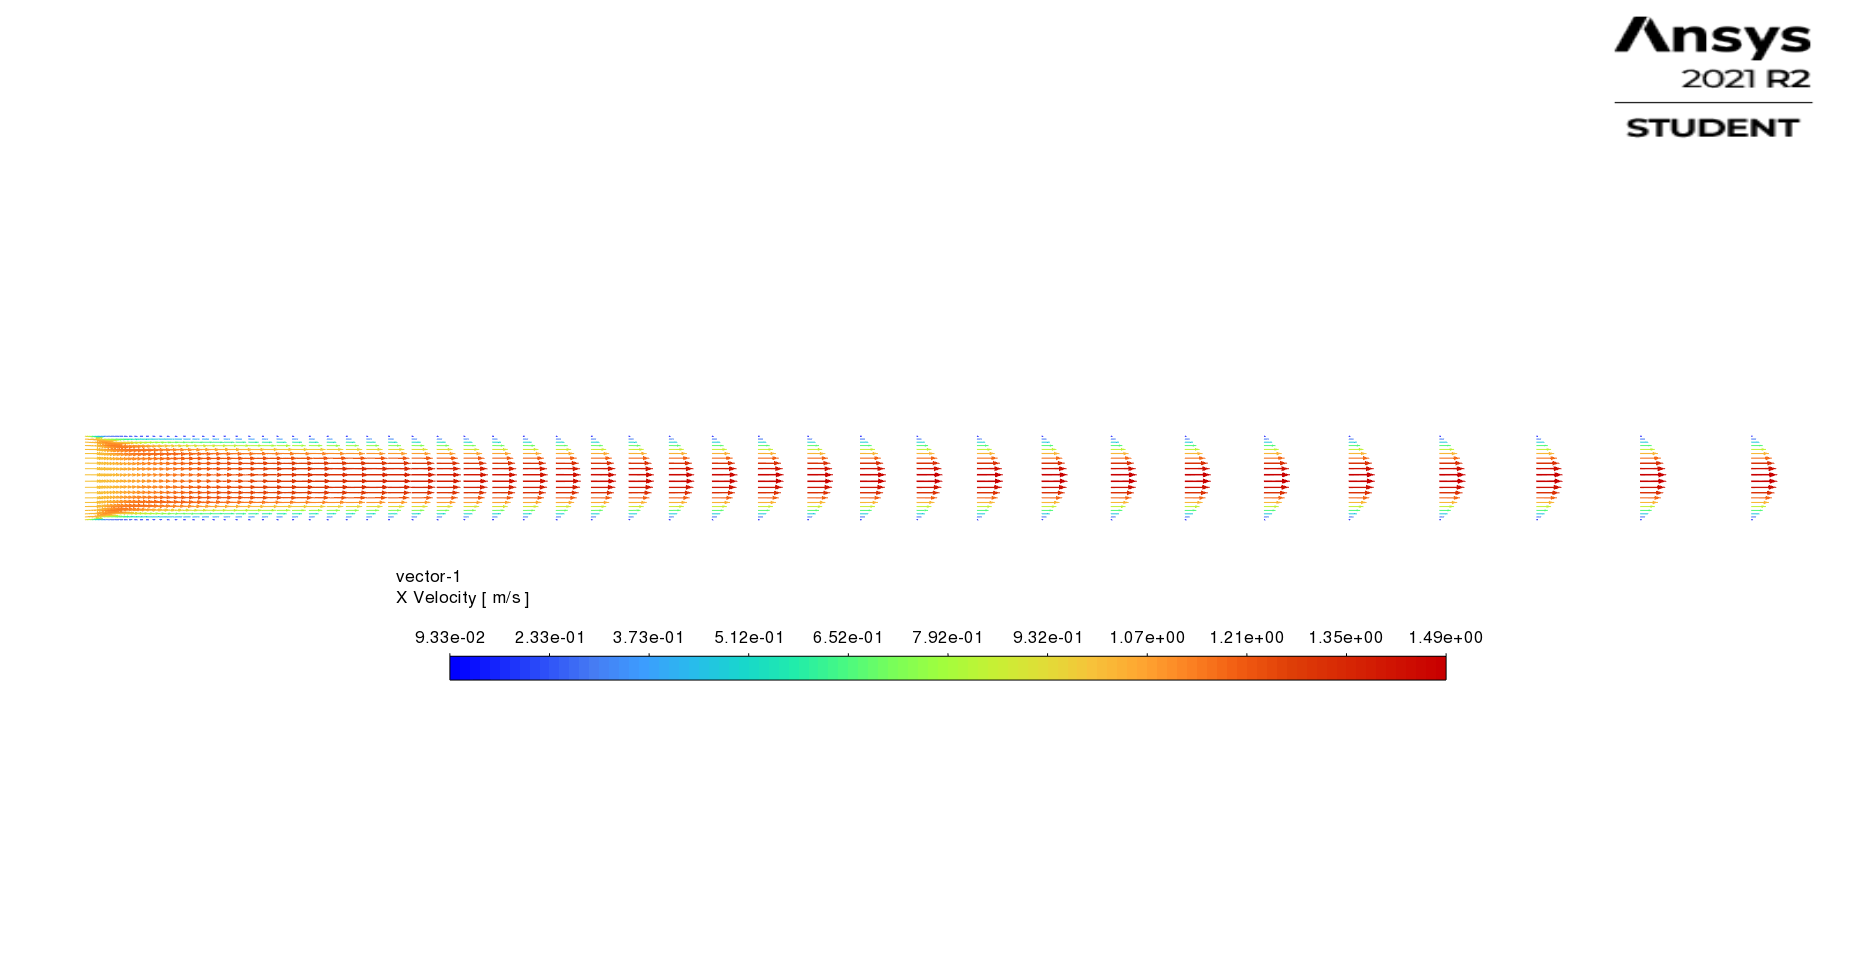 Ansys
2021 R2
STUDENT
vector-1
X Velocity [ m/s ]
9.33e-02 2.33e-01 3.73e-01 5.12e-01 6.52e-01 7.92e-01 9.32e-01 1.07e+00 1.21e+00 1.35e+00 1.49e+00